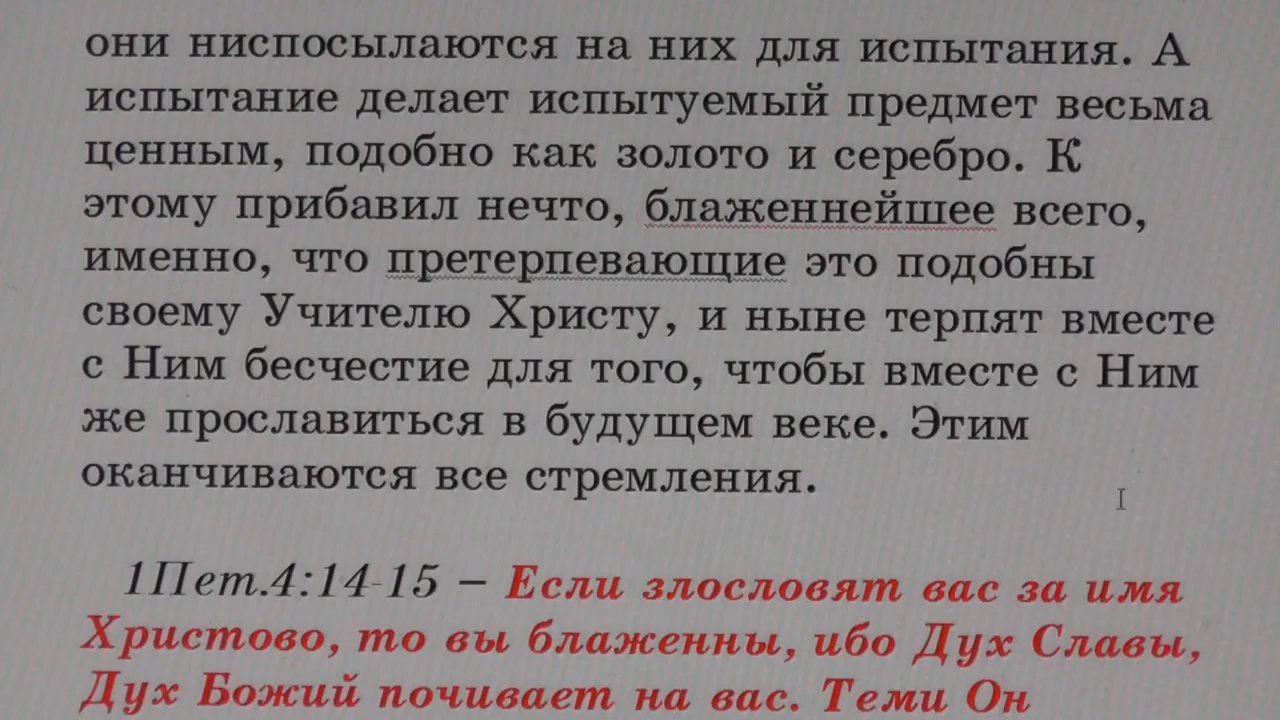 они ниспосылаются на них для испытания. А
испытание делает испытуемый предмет весьма
ценным, подобно как золото и серебро. К
этому прибавил нечто, блаженнейшее всего,
именно, что претерпевающие это подобны
своему Учителю Христу, и ныне терпят вместе
с Ним бесчестие для того, чтобы вместе с Ним
же прославиться в будущем веке. Этим
оканчиваются все стремления.
1Пет.4:14-15 – Если злословят вас за имя
Христово, то вы блаженны, ибо Дух Славы,
Дух Божий почивает на вас. Теми Он